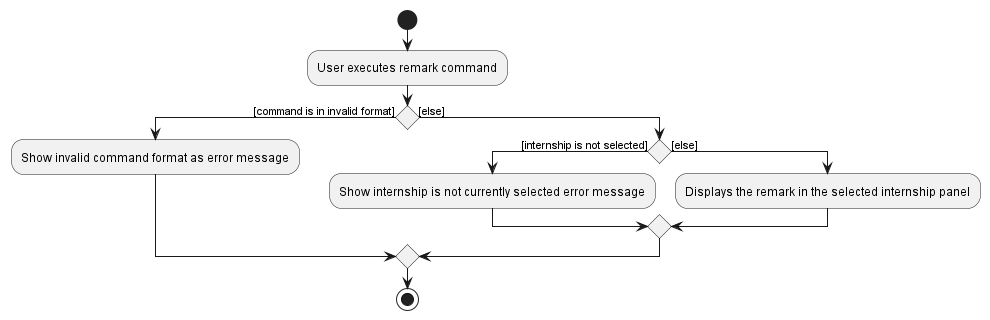 User executes remark command
[command is in invalid format]
[else]
Show invalid command format as error message
[internship is not selected]
[else]
Show internship is not currently selected error message
Displays the remark in the selected internship panel